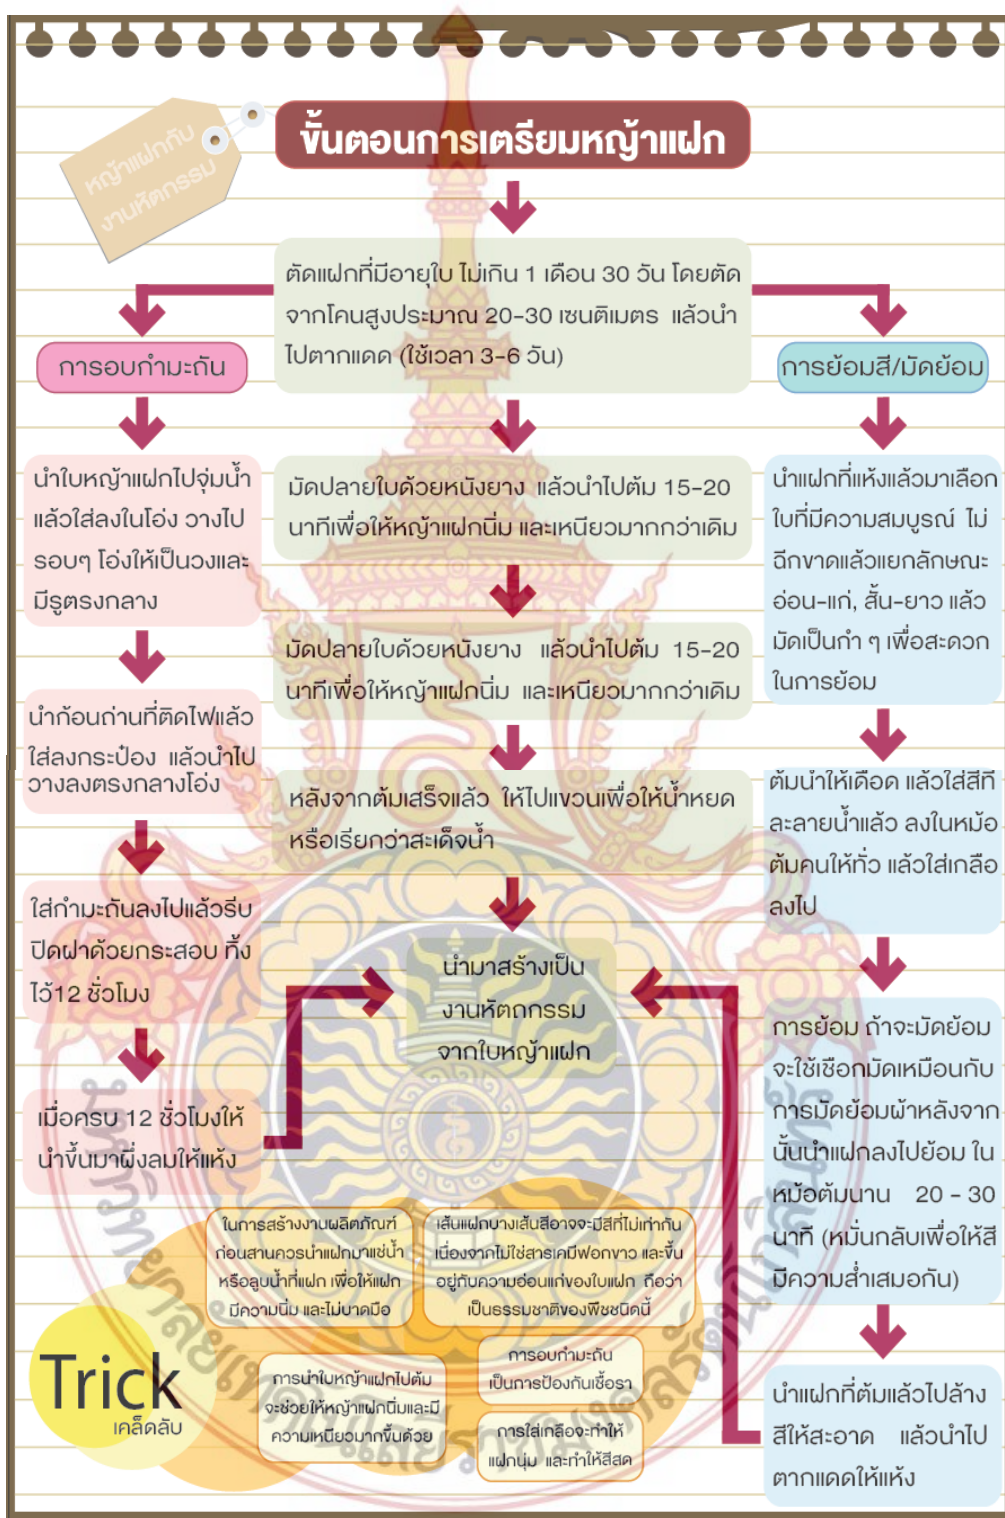 หญ้าแฝกกับ
งานหัตกรรม
ขั้นตอนการเตรียมหญ้าแฝก
ตัดแฝกที่มีอายุใบ ไม่เกิน 1 เดือน 30 วัน โดยตัด
จากโคนสูงประมาณ 20-30 เซนติเมตร แล้วนำ
ไปตากแดด (ใช้เวลา 3-6 วัน)
การอบกำมะถัน
นำใบหญ้าแฝกไปจุ่มน้ำ
แล้วใส่ลงในโอ่ง วางไป
รอบๆ โอ่งให้เป็นวงและ
มีรูตรงกลาง
นำก้อนถ่านที่ติดไฟแล้ว
ใส่ลงกระป๋อง แล้วนำไป
วางลงตรงกลางโอ่ง
ใส่กำมะถันลงไปแล้วรีบ
ปิดฝาด้วยกระสอบ ทิ้ง
ไว้12 ชั่วโมง
เมื่อครบ 12 ชั่วโมงให้
นำขึ้นมาผึ่งลมให้แห้ง
มัดปลายใบด้วยหนังยาง แล้วนำไปต้ม 15-20
นาทีเพื่อให้หญ้าแฝกนิ่ม และเหนียวมากกว่าเดิม
มัดปลายใบด้วยหนังยาง แล้วนำไปต้ม 15-20
นาทีเพื่อให้หญ้าแฝกนิ่ม และเหนียวมากกว่าเดิม
หลังจากต้มเสร็จแล้ว ให้ไปแขวนเพื่อให้น้ำหยด
หรือเรียกว่าสะเด็จน้ำ
นำมาสร้างเป็น
งานหัตถกรรม
จากใบหญ้าแฝก
การย้อมสี/มัดย้อม
นำแฝกที่แห้งแล้วมาเลือก
ใบที่มีความสมบูรณ์ ไม่
ฉีกขาดแล้วแยกลักษณะ
อ่อน-แก่, สั้น-ยาว แล้ว
มัดเป็นกำ ๆ เพื่อสะดวก
ในการย้อม
ต้มนำให้เดือด แล้วใส่สีที่
ละลายน้ำแล้ว ลงในหม้อ
ต้มคนให้ทั่ว แล้วใส่เกลือ
ลงไป
การย้อม ถ้าจะมัดย้อม
จะใช้เชือกมัดเหมือนกับ
การมัดย้อมผ้าหลังจาก
นั้นนำแฝกลงไปย้อม ใน
หม้อต้มนาน 20 - 30
นาที (หมั่นกลับเพื่อให้สี
มีความสม่ำเสมอกัน)
นำแฝกที่ต้มแล้วไปล้าง
สีให้สะอาด แล้วนำไป
ตากแดดให้แห้ง
Trick
เคล็ดลับ
ในการสร้างงานผลิตภัณฑ์
ก่อนสานควรนำแฝกมาแช่น้ำ
หรือลูบน้ำที่แฝก เพื่อให้แฝก
มีความนิ่ม และไม่บาดมือ
เส้นแฝกบางเส้นสีอาจจะมีสีที่ไม่เท่ากัน
เนื่องจากไม่ใช่สารเคมีฟอกขาว และขึ้น
อยู่กับความอ่อนแก่ของใบแฝก ถือว่า
เป็นธรรมชาติของพืชชนิดนี้
การนำใบหญ้าแฝกไปต้ม
จะช่วยให้หญ้าแฝกนิ่มและมี
ความเหนียวมากขึ้นด้วย
การอบกำมะถัน
เป็นการป้องกันเชื้อรา
การใส่เกลือจะทำให้
แฝกนุ่ม และทำให้สีสด
มหาวิทยาลัยเทคโนโลยีราชมงคลรัตนโกสินทร์